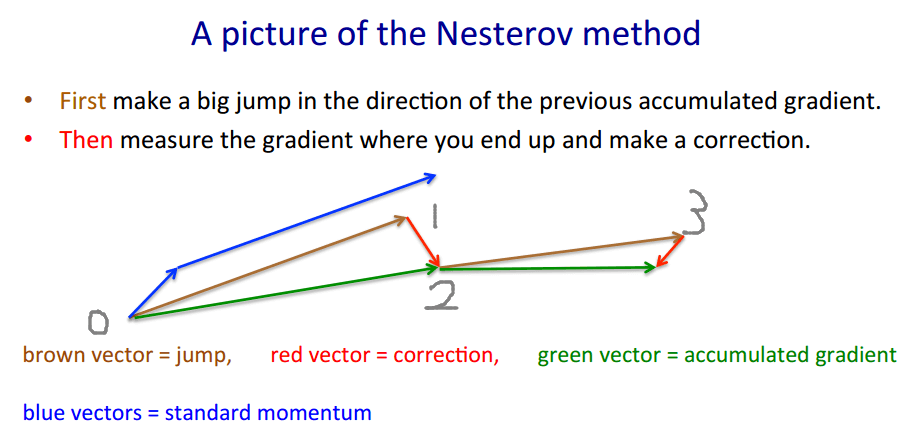 A picture of the Nesterov method
• First make a big jump in the direction of the previous accumulated gradient.
• Then measure the gradient where you end up and make a correction.
1
3
2
0
brown vector = jump, red vector = correction, green vector = accumulated gradient
blue vectors = standard momentum